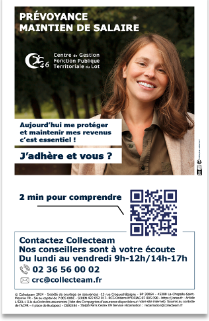 PRÉVOYANCE
MAINTIEN DE SALAIRE
Centre de Gestion
Fonction Publique
Territoriale du Lot
Aujourd'hui me protéger
et maintenir mes revenus
c'est essentiel !
J'adhère et vous ?
2 min pour comprendre
Contactez Collecteam
Nos conseillers sont à votre écoute
Du lundi au vendredi 9h-12h/14h-17h
02 36 56 00 02
crc@collecteam.fr